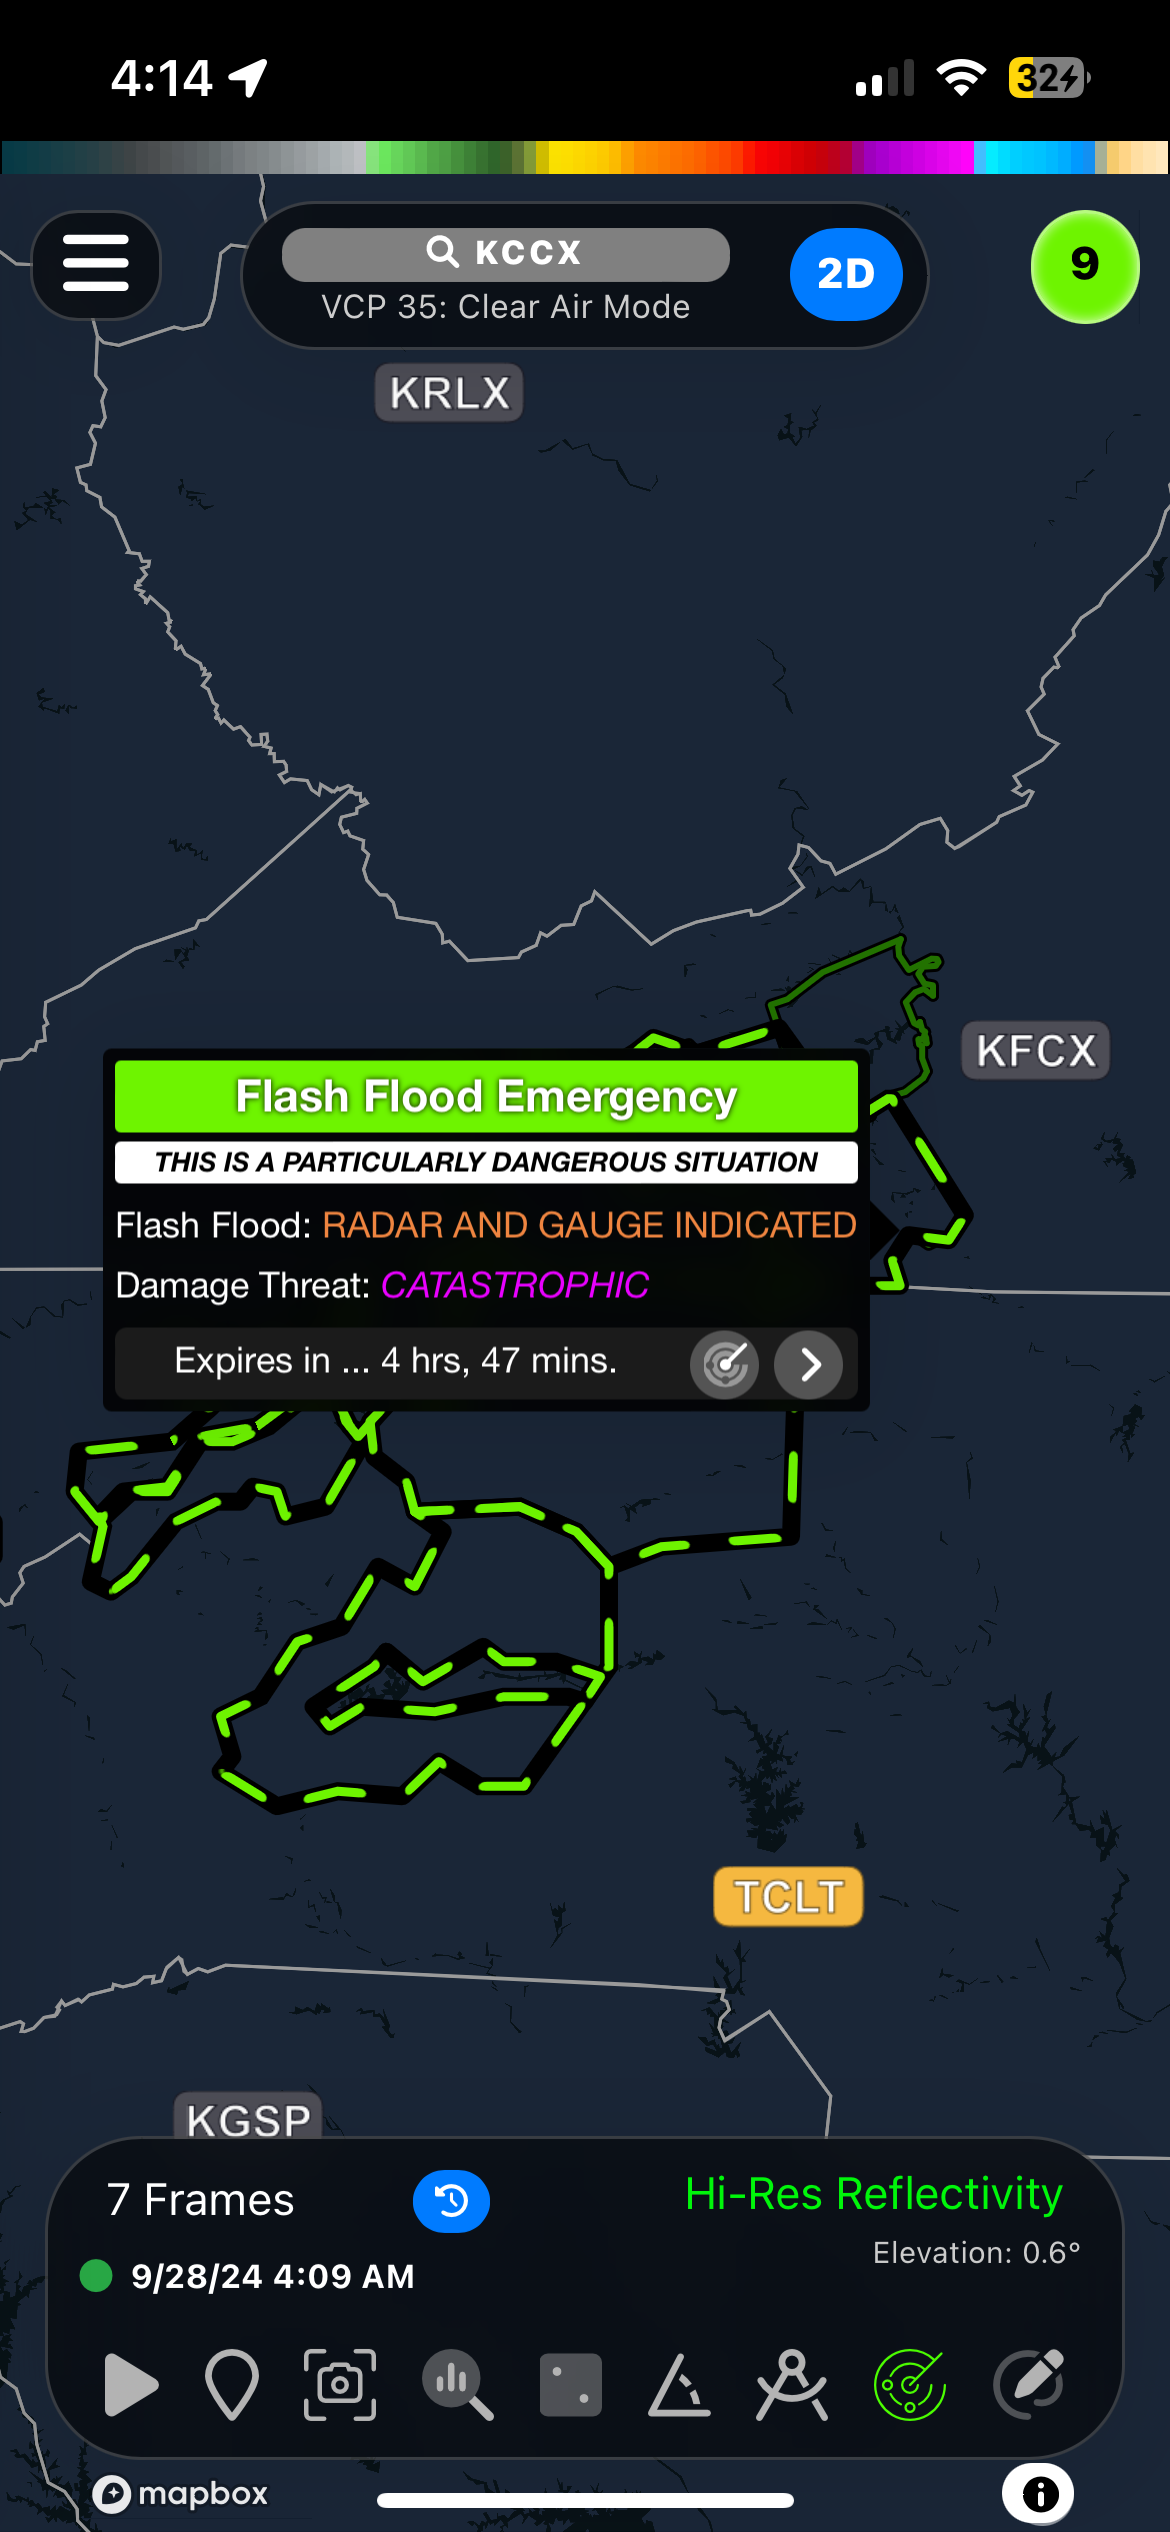 4:14
32
KCCX
VCP 35: Clear Air Mode
2D
9
KRLX
KFCX
Flash Flood Emergency
THIS IS A PARTICULARLY DANGEROUS SITUATION
Flash Flood: RADAR AND GAUGE INDICATED
Damage Threat: CATASTROPHIC
Expires in ... 4 hrs, 47 mins.
TCLT
KGSP
7 Frames
Hi-Res Reflectivity
Elevation: 0.6°
9/28/24 4:09 AM
mapbox